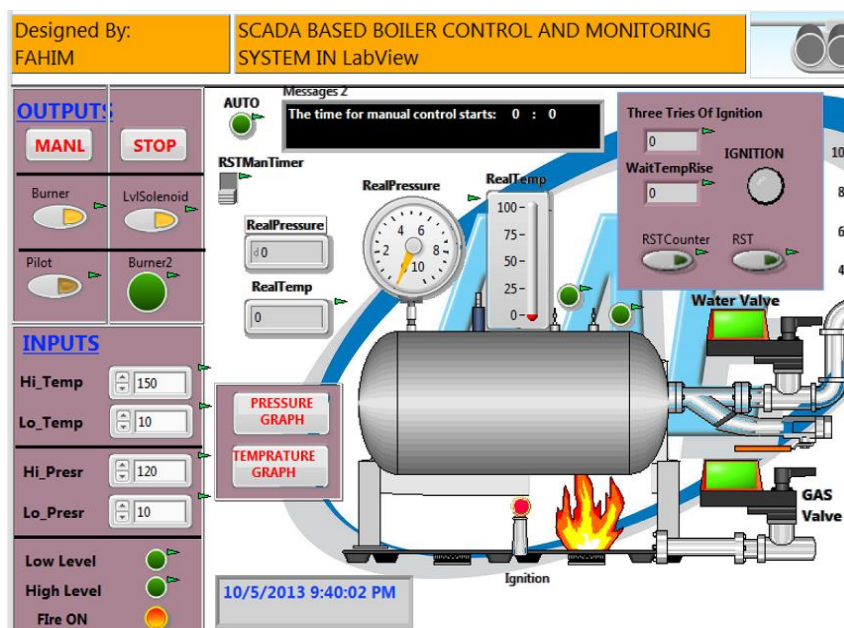 Designed By:
FAHIM
SCADA BASED BOILER CONTROL AND MONITORING
SYSTEM IN LabView
OUTPUTS
MANL
STOP
Burner
LvlSolenoid
Pilot
Burner2
AUTO
RSTManTimer
Messages 2
The time for manual control starts: 0 : 0
RealPressure
d 0
RealTemp
0
RealPressure
2
4
6
8
10
RealTemp
100
75
50
25
0
Three Tries Of Ignition
0
WaitTempRise
0
IGNITION
RSTCounter
RST
10
8
6
4
Water Valve
GAS
Valve
INPUTS
Hi_Temp
150
Lo_Temp
10
Hi_Presr
120
Lo_Presr
10
Low Level
High Level
FIre ON
PRESSURE
GRAPH
TEMPRATURE
GRAPH
Ignition
10/5/2013 9:40:02 PM